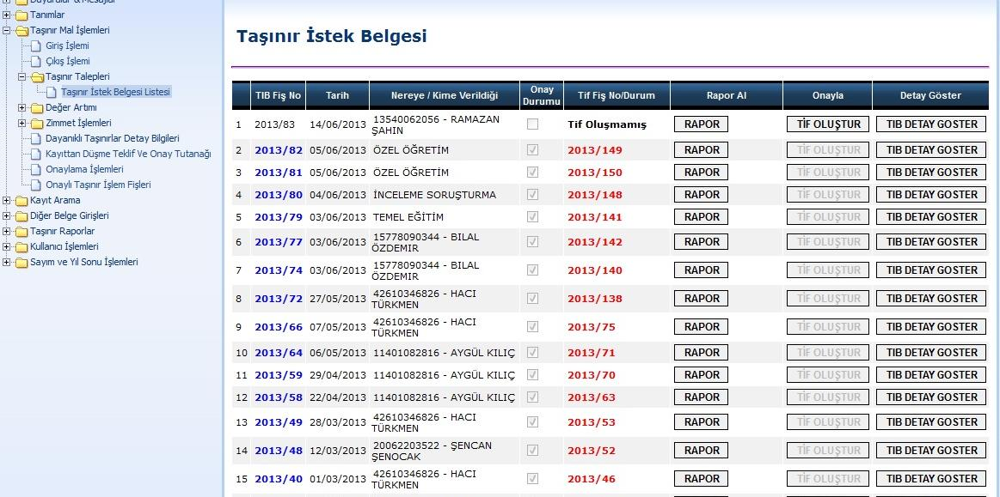 Duyurular & Mesajlar
Tanımlar
Taşınır Mal İşlemleri
Giriş İşlemi
Çıkış İşlemi
Taşınır Talepleri
Taşınır İstek Belgesi Listesi
Değer Artımı
Zimmet İşlemleri
Dayanıklı Taşınırlar Detay Bilgileri
Kayıttan Düşme Teklif Ve Onay Tutanağı
Onaylama İşlemleri
Onaylı Taşınır İşlem Fişleri
Kayıt Arama
Diğer Belge Girişleri
Taşınır Raporlar
Kullanıcı İşlemleri
Sayım ve Yıl Sonu İşlemleri
Taşınır İstek Belgesi
TIB Fiş No Tarih Nereye / Kime Verildiği Onay Durumu Tif Fiş No/Durum Rapor Al Onayla Detay Göster
1 2013/83 14/06/2013 13540062056 - RAMAZAN ŞAHIN Tif Oluşmamış RAPOR TİF OLUŞTUR TIB DETAY GOSTER
2 2013/82 05/06/2013 ÖZEL ÖĞRETİM 2013/149 RAPOR TİF OLUŞTUR TIB DETAY GOSTER
3 2013/81 05/06/2013 ÖZEL ÖĞRETİM 2013/150 RAPOR TİF OLUŞTUR TIB DETAY GOSTER
4 2013/80 04/06/2013 İNCELEME SORUŞTURMA 2013/148 RAPOR TİF OLUŞTUR TIB DETAY GOSTER
5 2013/79 03/06/2013 TEMEL EĞİTİM 2013/141 RAPOR TİF OLUŞTUR TIB DETAY GOSTER
6 2013/77 03/06/2013 15778090344 - BILAL ÖZDEMIR 2013/142 RAPOR TİF OLUŞTUR TIB DETAY GOSTER
7 2013/74 03/06/2013 15778090344 - BILAL ÖZDEMIR 2013/140 RAPOR TİF OLUŞTUR TIB DETAY GOSTER
8 2013/72 27/05/2013 42610346826 - HACI TÜRKMEN 2013/138 RAPOR TİF OLUŞTUR TIB DETAY GOSTER
9 2013/66 07/05/2013 42610346826 - HACI TÜRKMEN 2013/75 RAPOR TİF OLUŞTUR TIB DETAY GOSTER
10 2013/64 06/05/2013 11401082816 - AYGÜL KILIÇ 2013/71 RAPOR TİF OLUŞTUR TIB DETAY GOSTER
11 2013/59 29/04/2013 11401082816 - AYGÜL KILIÇ 2013/70 RAPOR TİF OLUŞTUR TIB DETAY GOSTER
12 2013/58 22/04/2013 11401082816 - AYGÜL KILIÇ 2013/63 RAPOR TİF OLUŞTUR TIB DETAY GOSTER
13 2013/49 28/03/2013 42610346826 - HACI TÜRKMEN 2013/53 RAPOR TİF OLUŞTUR TIB DETAY GOSTER
14 2013/48 12/03/2013 20062203522 - ŞENCAN ŞENOCAK 2013/52 RAPOR TİF OLUŞTUR TIB DETAY GOSTER
15 2013/40 01/03/2013 42610346826 - HACI TÜRKMEN 2013/46 RAPOR TİF OLUŞTUR TIB DETAY GOSTER